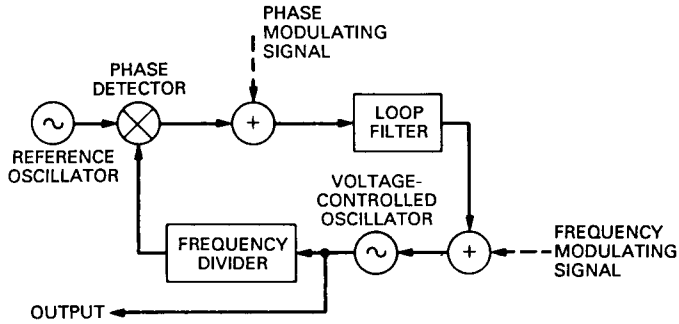 PHASE
MODULATING
SIGNAL
PHASE
DETECTOR
+
LOOP
FILTER
REFERENCE
OSCILLATOR
VOLTAGE-
CONTROLLED
OSCILLATOR
FREQUENCY
DIVIDER
+
FREQUENCY
MODULATING
SIGNAL
OUTPUT